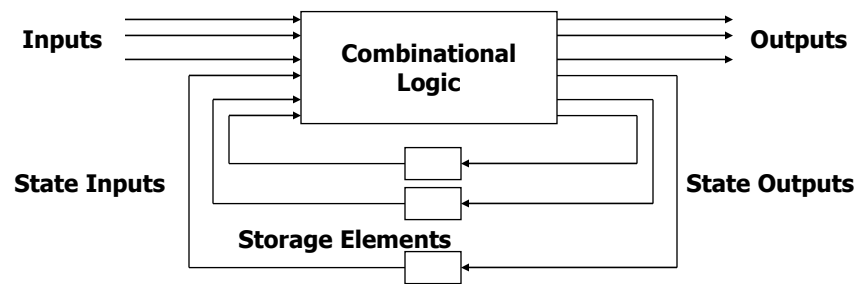 Inputs
Combinational
Logic
Outputs
State Inputs
State Outputs
Storage Elements